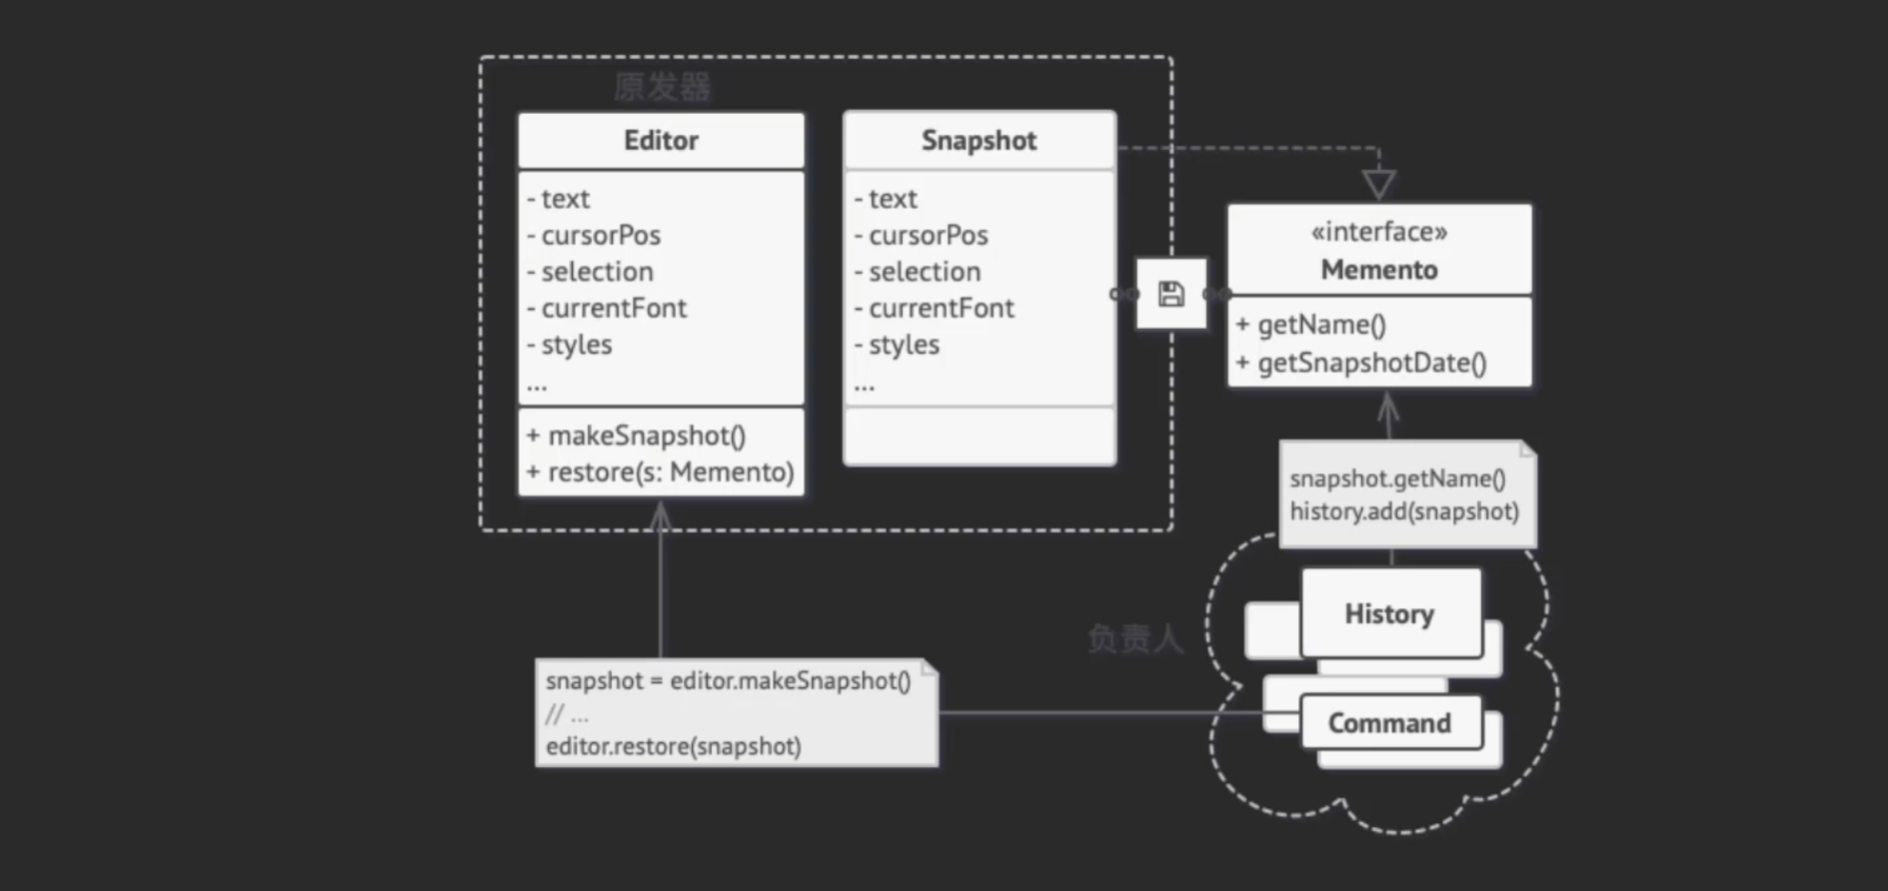 原发器
Editor
- text
- cursorPos
- selection
- currentFont
- styles
...
+ makeSnapshot()
+ restore(s: Memento)
Snapshot
- text
- cursorPos
- selection
- currentFont
- styles
...
«interface»
Memento
+ getName()
+ getSnapshotDate()
snapshot.getName()
history.add(snapshot)
负责人
History
Command
snapshot = editor.makeSnapshot()
// ...
editor.restore(snapshot)